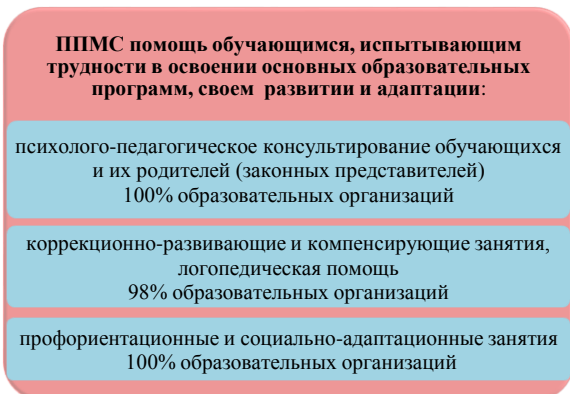 ППМС помощь обучающимся, испытывающим
трудности в освоении основных образовательных
программ, своем развитии и адаптации:
психолого-педагогическое консультирование обучающихся
и их родителей (законных представителей)
100% образовательных организаций
коррекционно-развивающие и компенсирующие занятия,
логопедическая помощь
98% образовательных организаций
профориентационные и социально-адаптационные занятия
100% образовательных организаций